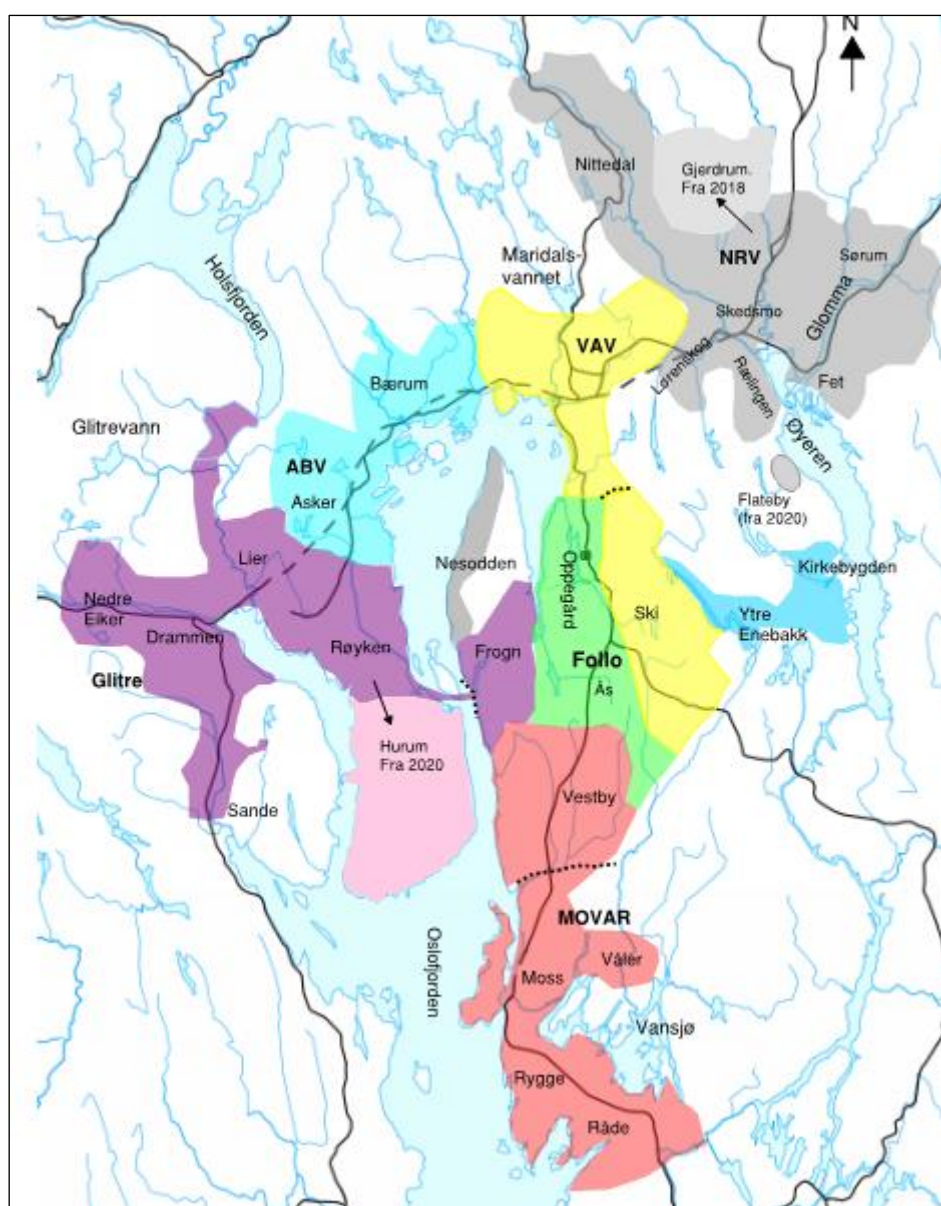 N
Nittedal
Gjerdrum.
Fra 2018
NRV
Maridals-
vannet
Sørum
Holsfjorden
Glomma
Skedsmo
VAV
Lørenskog
Bærum
Rælingen
Fet
Glitrevann
Øyeren
ABV
Asker
Flateby
(fra 2020)
Lier
Nesodden
Oppegård
Kirkebygden
Nedre
Eiker
Ski
Ytre
Enebakk
Drammen
Røyken
Frogn
Follo
Glitre
Ås
Hurum
Fra 2020
Sande
Vestby
MOVAR
Oslofjorden
Våler
Moss
Vansjø
Rygge
Råde